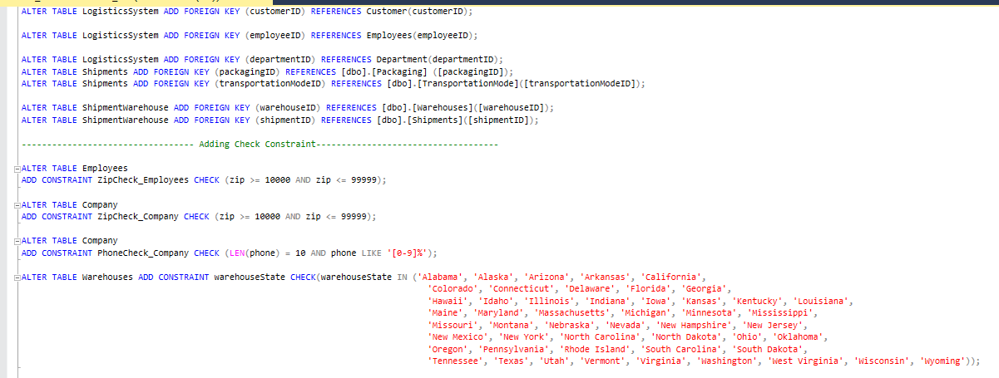 ALTER TABLE LogisticsSystem ADD FOREIGN KEY (customerID) REFERENCES Customer(customerID);
ALTER TABLE LogisticsSystem ADD FOREIGN KEY (employeeID) REFERENCES Employees(employeeID);
ALTER TABLE LogisticsSystem ADD FOREIGN KEY (departmentID) REFERENCES Department(departmentID);
ALTER TABLE Shipments ADD FOREIGN KEY (packagingID) REFERENCES [dbo].[Packaging] ([packagingID]);
ALTER TABLE Shipments ADD FOREIGN KEY (transportationModeID) REFERENCES [dbo].[TransportationMode]([transportationModeID]);
ALTER TABLE ShipmentWarehouse ADD FOREIGN KEY (warehouseID) REFERENCES [dbo].[Warehouses]([warehouseID]);
ALTER TABLE ShipmentWarehouse ADD FOREIGN KEY (shipmentID) REFERENCES [dbo].[Shipments]([shipmentID]);
---------------------------------- Adding Check Constraint------------------------------------
ALTER TABLE Employees
ADD CONSTRAINT ZipCheck_Employees CHECK (zip >= 10000 AND zip <= 99999);
ALTER TABLE Company
ADD CONSTRAINT ZipCheck_Company CHECK (zip >= 10000 AND zip <= 99999);
ALTER TABLE Company
ADD CONSTRAINT PhoneCheck_Company CHECK (LEN(phone) = 10 AND phone LIKE '[0-9]%');
ALTER TABLE Warehouses ADD CONSTRAINT warehouseState CHECK(warehouseState IN ('Alabama', 'Alaska', 'Arizona', 'Arkansas', 'California',
'Colorado', 'Connecticut', 'Delaware', 'Florida', 'Georgia',
'Hawaii', 'Idaho', 'Illinois', 'Indiana', 'Iowa', 'Kansas', 'Kentucky', 'Louisiana',
'Maine', 'Maryland', 'Massachusetts', 'Michigan', 'Minnesota', 'Mississippi',
'Missouri', 'Montana', 'Nebraska', 'Nevada', 'New Hampshire', 'New Jersey',
'New Mexico', 'New York', 'North Carolina', 'North Dakota', 'Ohio', 'Oklahoma',
'Oregon', 'Pennsylvania', 'Rhode Island', 'South Carolina', 'South Dakota',
'Tennessee', 'Texas', 'Utah', 'Vermont', 'Virginia', 'Washington', 'West Virginia', 'Wisconsin', 'Wyoming'));